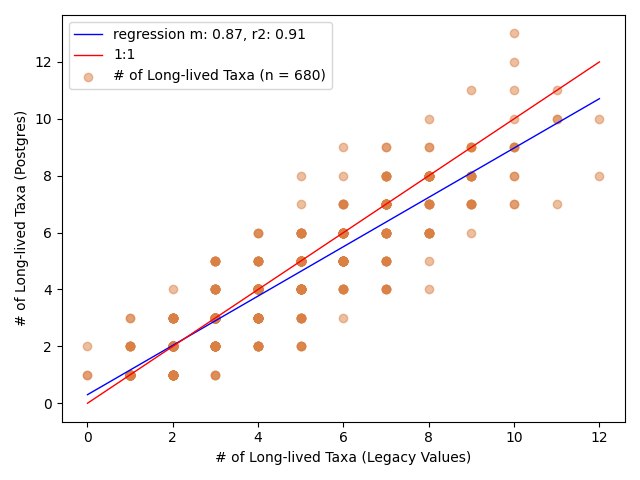 regression m: 0.87, r2: 0.91
1:1
# of Long-lived Taxa (n = 680)
# of Long-lived Taxa (Postgres)
12
10
8
6
4
2
0
0 2 4 6 8 10 12
# of Long-lived Taxa (Legacy Values)